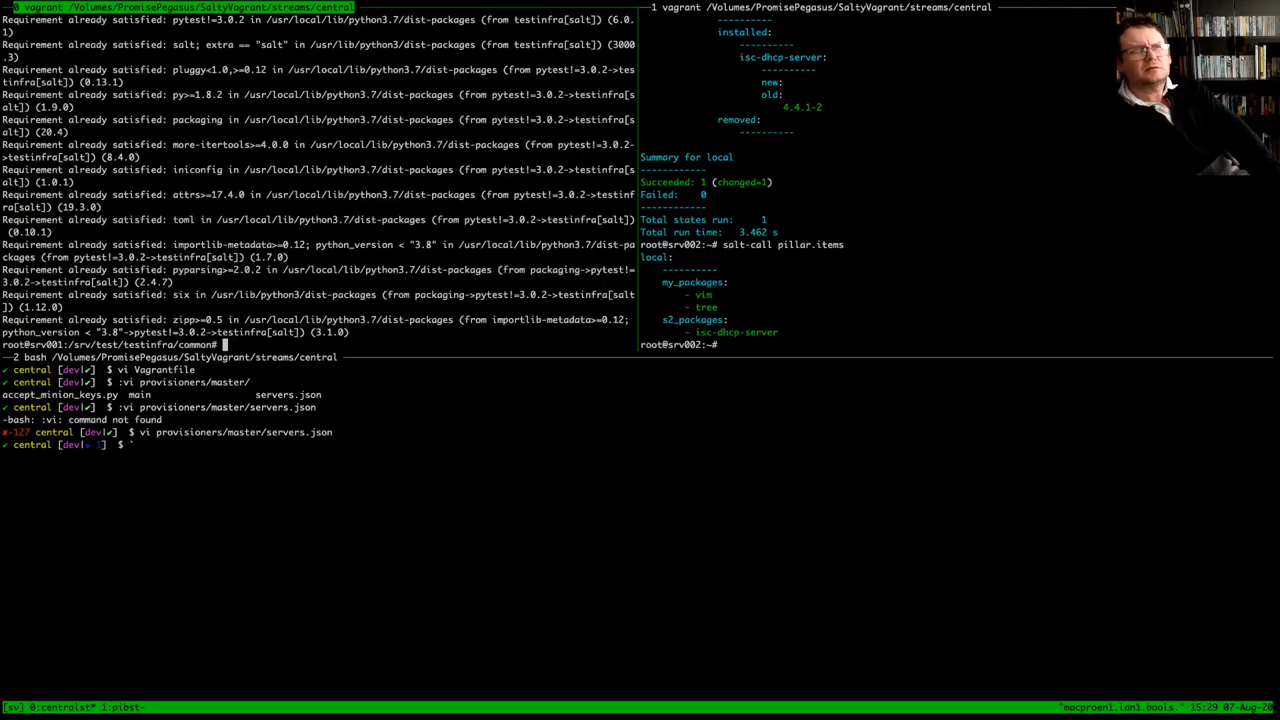 0 vagrant /Volumes/PromisePegasus/SaltyVagrant/streams/central
Requirement already satisfied: pytest!=3.0.2 in /usr/local/lib/python3.7/dist-packages (from testinfra[salt]) (6.0.
1)
Requirement already satisfied: salt; extra == "salt" in /usr/lib/python3/dist-packages (from testinfra[salt]) (3000
.3)
Requirement already satisfied: pluggy<1.0,>=0.12 in /usr/local/lib/python3.7/dist-packages (from pytest!=3.0.2->tes
tinfra[salt]) (0.13.1)
Requirement already satisfied: py>=1.8.2 in /usr/local/lib/python3.7/dist-packages (from pytest!=3.0.2->testinfra[s
alt]) (1.9.0)
Requirement already satisfied: packaging in /usr/local/lib/python3.7/dist-packages (from pytest!=3.0.2->testinfra[s
alt]) (20.4)
Requirement already satisfied: more-itertools>=4.0.0 in /usr/local/lib/python3.7/dist-packages (from pytest!=3.0.2-
>testinfra[salt]) (8.4.0)
Requirement already satisfied: iniconfig in /usr/local/lib/python3.7/dist-packages (from pytest!=3.0.2->testinfra[s
alt]) (1.0.1)
Requirement already satisfied: attrs>=17.4.0 in /usr/local/lib/python3.7/dist-packages (from pytest!=3.0.2->testinf
ra[salt]) (19.3.0)
Requirement already satisfied: toml in /usr/local/lib/python3.7/dist-packages (from pytest!=3.0.2->testinfra[salt])
(0.10.1)
Requirement already satisfied: importlib-metadata>=0.12; python_version < "3.8" in /usr/local/lib/python3.7/dist-pa
ckages (from pytest!=3.0.2->testinfra[salt]) (1.7.0)
Requirement already satisfied: pyparsing>=2.0.2 in /usr/local/lib/python3.7/dist-packages (from packaging->pytest!=
3.0.2->testinfra[salt]) (2.4.7)
Requirement already satisfied: six in /usr/lib/python3/dist-packages (from packaging->pytest!=3.0.2->testinfra[salt
]) (1.12.0)
Requirement already satisfied: zipp>=0.5 in /usr/local/lib/python3.7/dist-packages (from importlib-metadata>=0.12;
python_version < "3.8"->pytest!=3.0.2->testinfra[salt]) (3.1.0)
root@srv001:/srv/test/testinfra/common#
1 vagrant /Volumes/PromisePegasus/SaltyVagrant/streams/central
----------
installed:
----------
isc-dhcp-server:
----------
new:
old:
4.4.1-2
removed:
----------
Summary for local
------------
Succeeded: 1 (changed=1)
Failed: 0
------------
Total states run: 1
Total run time: 3.462 s
root@srv002:~# salt-call pillar.items
local:
----------
my_packages:
- vim
- tree
s2_packages:
- isc-dhcp-server
root@srv002:~#
2 bash /Volumes/PromisePegasus/SaltyVagrant/streams/central
✔ central [dev|✔] $ vi Vagrantfile
✔ central [dev|✔] $ :vi provisioners/master/
accept_minion_keys.py main servers.json
✔ central [dev|✔] $ :vi provisioners/master/servers.json
-bash: :vi: command not found
✘-127 central [dev|✔] $ vi provisioners/master/servers.json
✔ central [dev|✚ 1] $ `
[sv] 0:centralst* 1:pibst- "macproen1.lan1.bools." 15:29 07-Aug-20